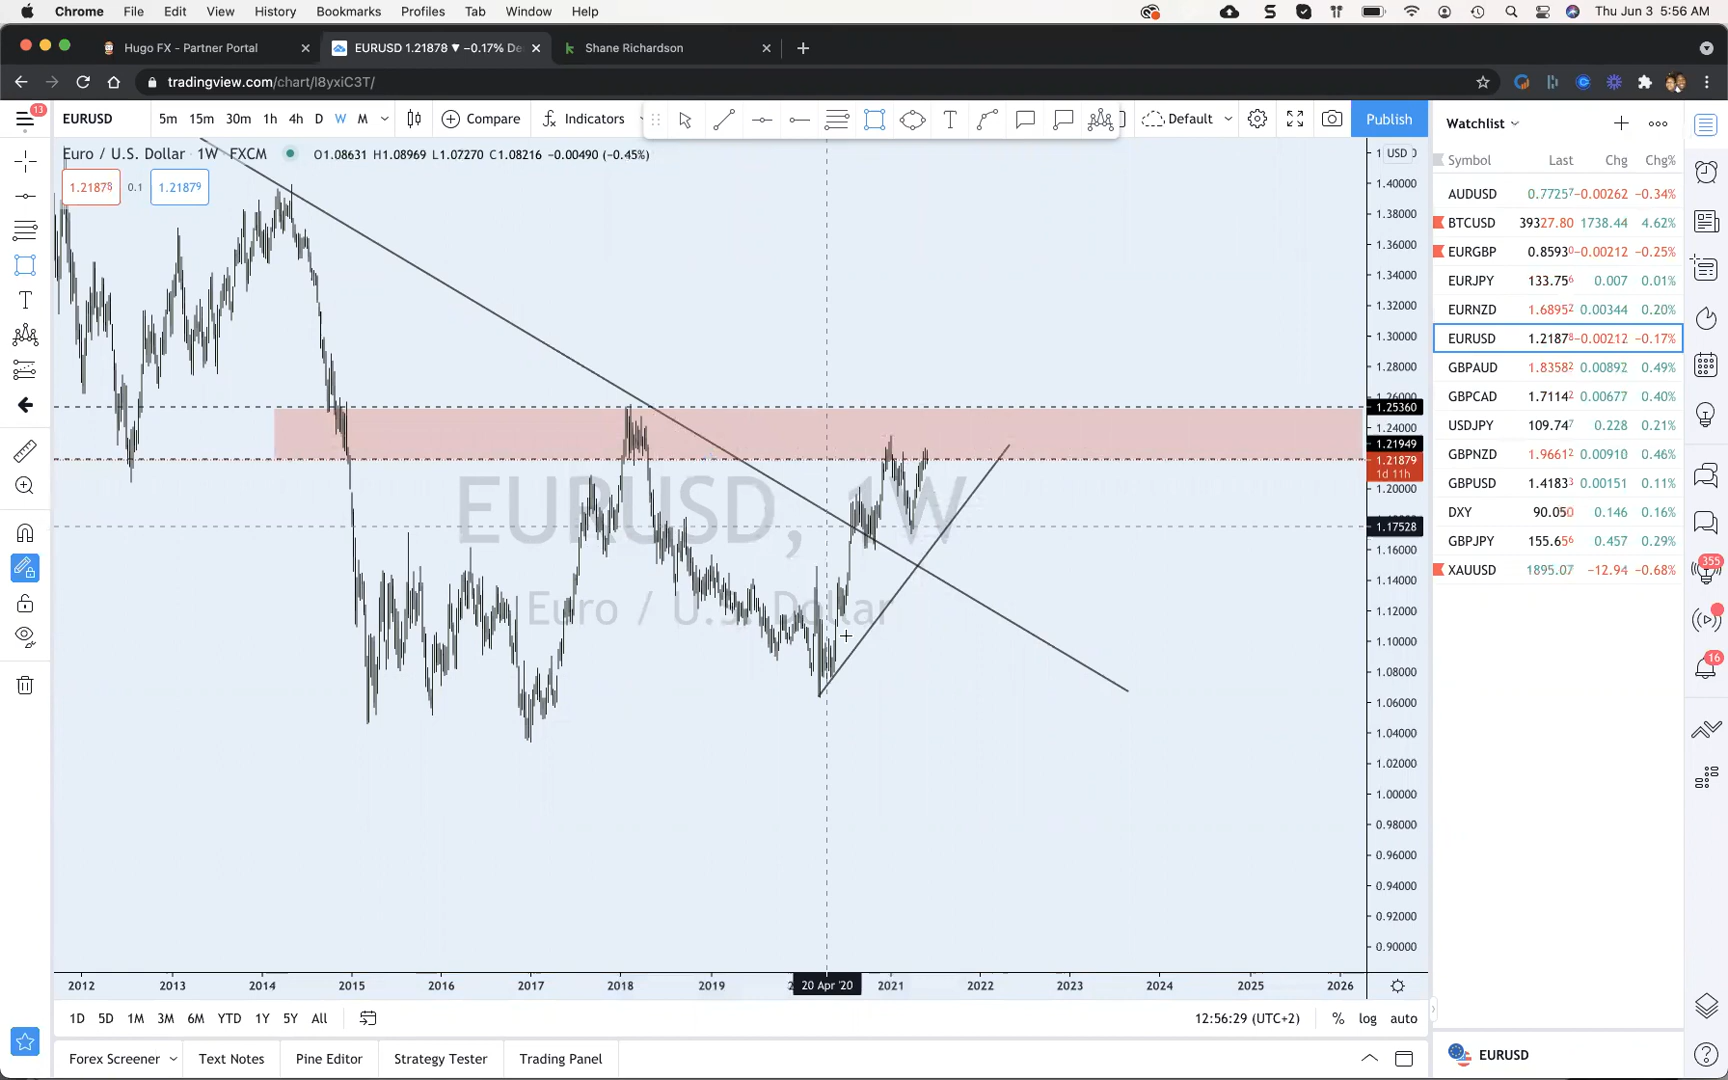 Chrome File Edit View History Bookmarks Profiles Tab Window Help Thu Jun 3 5:56 AM
Hugo FX - Partner Portal EURUSD 1.21878 ▼ −0.17% De Shane Richardson
tradingview.com/chart/l8yxiC3T/
13 EURUSD 5m 15m 30m 1h 4h D W M Compare Indicators Default Publish Watchlist
Euro / U.S. Dollar · 1W · FXCM O1.08631 H1.08969 L1.07270 C1.08216 −0.00490 (−0.45%) USD
Symbol Last Chg Chg%
1.21878 0.1 1.21879
1.40000
1.38000
1.36000
1.34000
1.32000
1.30000
1.28000
1.25360
1.24000
1.21949
1.21879
1d 11h
1.20000
1.17528
1.16000
1.14000
1.12000
1.10000
1.08000
1.06000
1.04000
1.02000
1.00000
0.98000
0.96000
0.94000
0.92000
0.90000
EURUSD, 1W
Euro / U.S. Dollar
AUDUSD 0.77257 −0.00262 −0.34%
BTCUSD 39327.80 1738.44 4.62%
EURGBP 0.85930 −0.00212 −0.25%
EURJPY 133.756 0.007 0.01%
EURNZD 1.68952 0.00344 0.20%
EURUSD 1.21878 −0.00212 −0.17%
GBPAUD 1.83582 0.00892 0.49%
GBPCAD 1.71142 0.00677 0.40%
USDJPY 109.747 0.228 0.21%
GBPNZD 1.96612 0.00910 0.46%
GBPUSD 1.41833 0.00151 0.11%
DXY 90.050 0.146 0.16%
GBPJPY 155.656 0.457 0.29%
XAUUSD 1895.07 −12.94 −0.68%
355
16
2012 2013 2014 2015 2016 2017 2018 2019 20 Apr '20 2021 2022 2023 2024 2025 2026
1D 5D 1M 3M 6M YTD 1Y 5Y All 12:56:29 (UTC+2) % log auto
Forex Screener Text Notes Pine Editor Strategy Tester Trading Panel EURUSD